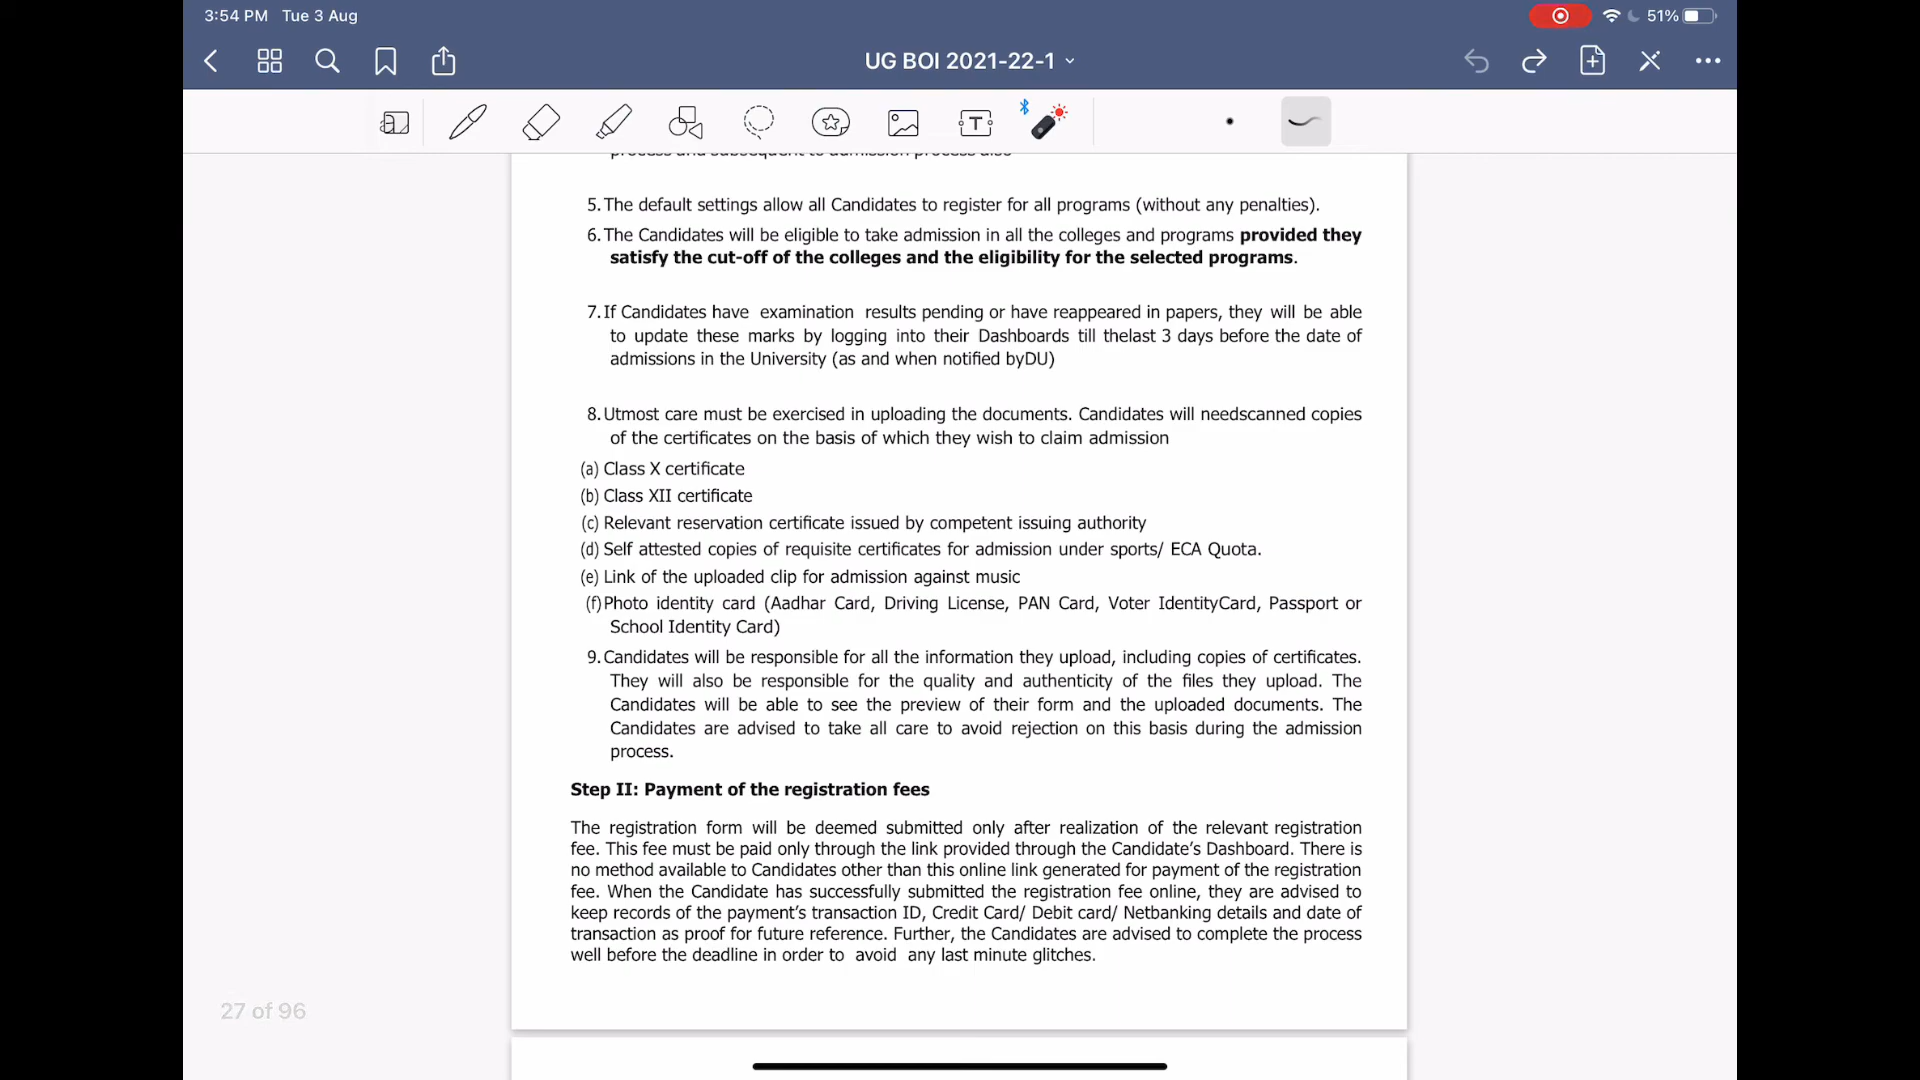 3:54 PM Tue 3 Aug
51%
UG BOI 2021-22-1
process and subsequent to admission process also
5. The default settings allow all Candidates to register for all programs (without any penalties).
6. The Candidates will be eligible to take admission in all the colleges and programs provided they
satisfy the cut-off of the colleges and the eligibility for the selected programs.
7. If Candidates have examination results pending or have reappeared in papers, they will be able
to update these marks by logging into their Dashboards till thelast 3 days before the date of
admissions in the University (as and when notified byDU)
8. Utmost care must be exercised in uploading the documents. Candidates will needscanned copies
of the certificates on the basis of which they wish to claim admission
(a) Class X certificate
(b) Class XII certificate
(c) Relevant reservation certificate issued by competent issuing authority
(d) Self attested copies of requisite certificates for admission under sports/ ECA Quota.
(e) Link of the uploaded clip for admission against music
(f) Photo identity card (Aadhar Card, Driving License, PAN Card, Voter IdentityCard, Passport or
School Identity Card)
9. Candidates will be responsible for all the information they upload, including copies of certificates.
They will also be responsible for the quality and authenticity of the files they upload. The
Candidates will be able to see the preview of their form and the uploaded documents. The
Candidates are advised to take all care to avoid rejection on this basis during the admission
process.
Step II: Payment of the registration fees
The registration form will be deemed submitted only after realization of the relevant registration
fee. This fee must be paid only through the link provided through the Candidate's Dashboard. There is
no method available to Candidates other than this online link generated for payment of the registration
fee. When the Candidate has successfully submitted the registration fee online, they are advised to
keep records of the payment's transaction ID, Credit Card/ Debit card/ Netbanking details and date of
transaction as proof for future reference. Further, the Candidates are advised to complete the process
well before the deadline in order to avoid any last minute glitches.
27 of 96